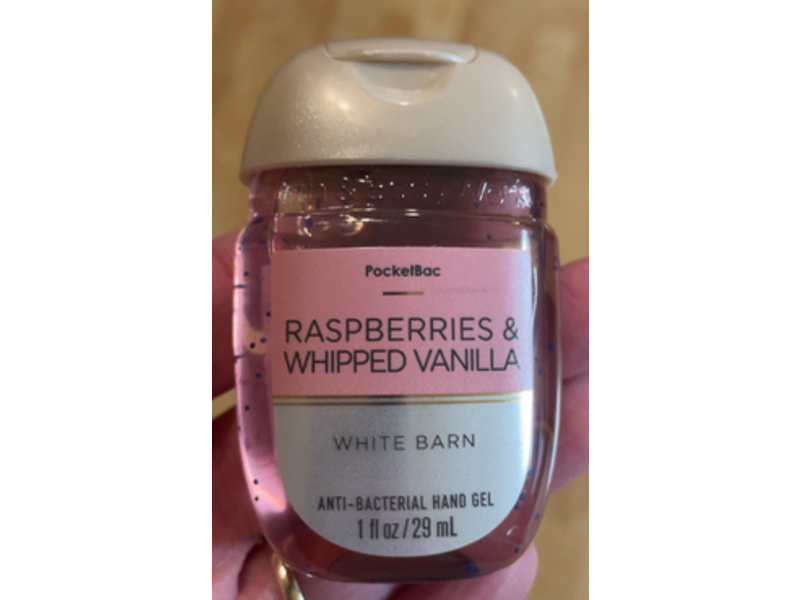 PocketBac
RASPBERRIES &
WHIPPED VANILLA
WHITE BARN
ANTI-BACTERIAL HAND GEL
1 fl oz / 29 mL